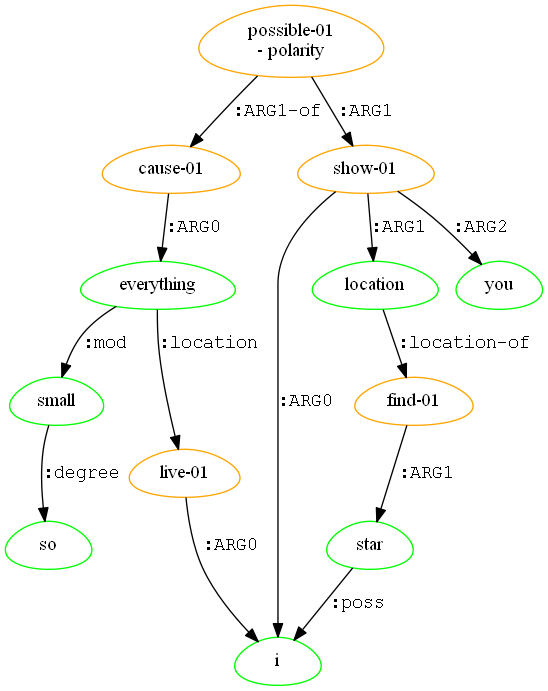 possible-01
- polarity
:ARG1-of
:ARG1
cause-01
show-01
:ARG0
:ARG1
:ARG2
everything
location
you
:mod
:location
:location-of
small
:ARG0
find-01
:degree
live-01
:ARG1
so
:ARG0
star
:poss
i